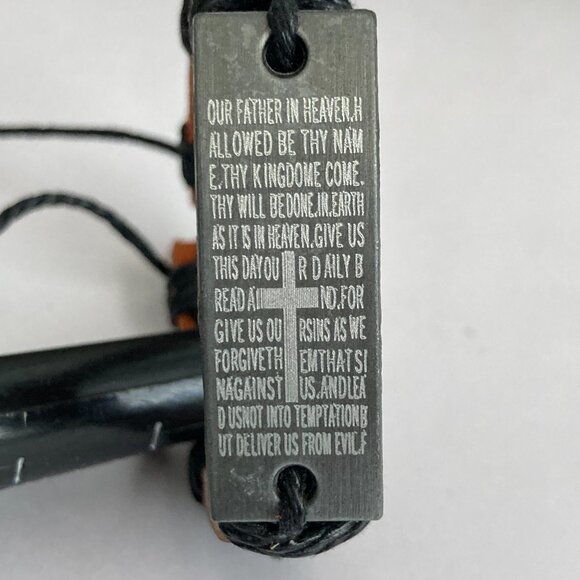 OUR FATHER IN HEAVEN.H
ALLOWED BE THY NAM
E.THY KINGDOME COME.
THY WILL BEDONE.IN.EARTH
AS IT IS IN HEAVEN.GIVE US
THIS DAYOU R DAILY B
READ A ND.FOR
GIVE US OU RSINS AS WE
FORGIVETH EMTHATSI
NAGAINST US.ANDLEA
D USNOT INTO TEMPTATIONB
UT DELIVER US FROM EVIL.F